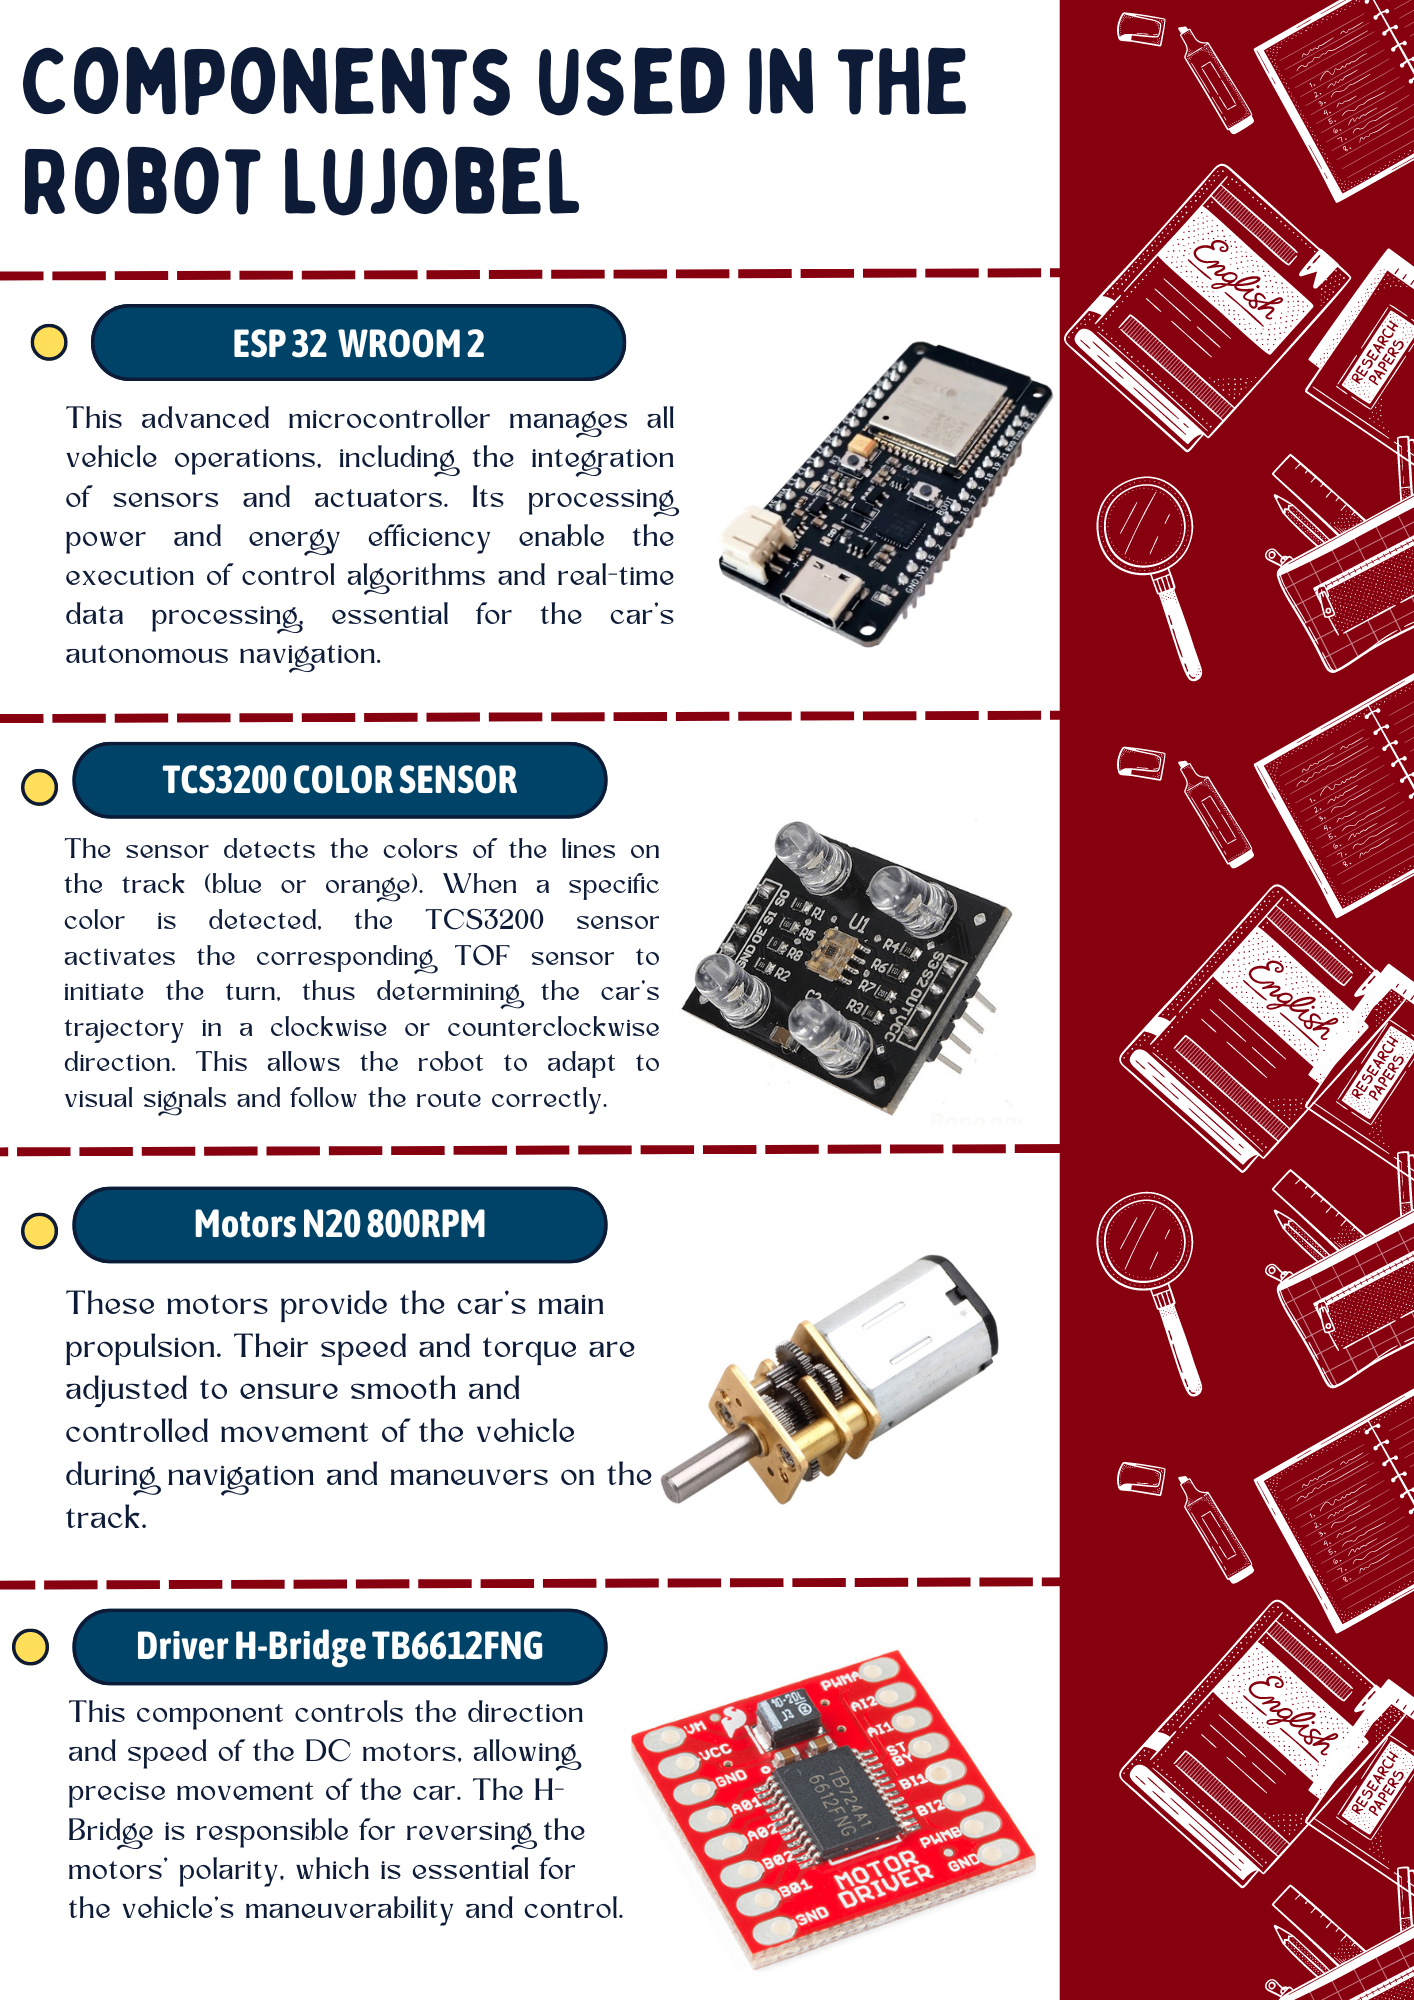 COMPONENTS USED IN THE
ROBOT LUJOBEL
ESP 32 WROOM 2
This advanced microcontroller manages all
vehicle operations, including the integration
of sensors and actuators. Its processing
power and energy efficiency enable the
execution of control algorithms and real-time
data processing, essential for the car's
autonomous navigation.
TCS3200 COLOR SENSOR
The sensor detects the colors of the lines on
the track (blue or orange). When a specific
color is detected, the TCS3200 sensor
activates the corresponding TOF sensor to
initiate the turn, thus determining the car's
trajectory in a clockwise or counterclockwise
direction. This allows the robot to adapt to
visual signals and follow the route correctly.
S0
S1
OE
GND
R1
R5
R8
R2
U1
R4
R6
R7
R3
C2
S3
S2
OUT
VCC
Motors N20 800RPM
These motors provide the car's main
propulsion. Their speed and torque are
adjusted to ensure smooth and
controlled movement of the vehicle
during navigation and maneuvers on the
track.
Driver H-Bridge TB6612FNG
This component controls the direction
and speed of the DC motors, allowing
precise movement of the car. The H-
Bridge is responsible for reversing the
motors' polarity, which is essential for
the vehicle's maneuverability and control.
VM
VCC
GND
A01
A02
B02
B01
GND
10-20L
J3
TB724A1
6612FNG
PWMA
AI2
AI1
ST
BY
BI1
BI2
PWMB
GND
MOTOR
DRIVER
English
RESEARCH
PAPERS
English
RESEARCH
PAPERS
English
RESEARCH
PAPERS